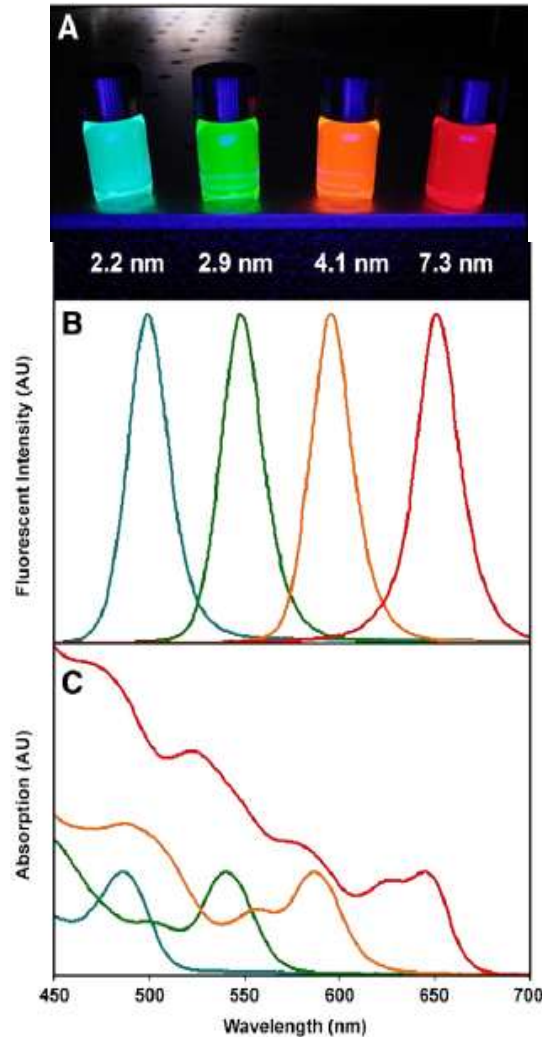 A
2.2 nm 2.9 nm 4.1 nm 7.3 nm
B
Fluorescent Intensity (AU)
C
Absorption (AU)
450 500 550 600 650 700
Wavelength (nm)